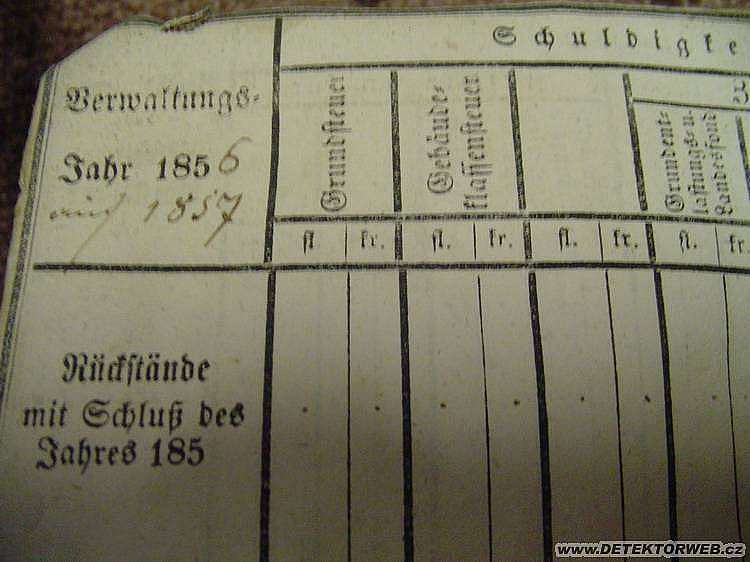 Schuldigke
Verwaltungs-
Jahr 1856
auf 1857
Grundsteuer
Gebäude-
klassensteuer
Grundent-
lastungs- u.
Landesfond
fl. kr. fl. kr. fl. kr. fl. kr.
Rückstände
mit Schluß des
Jahres 185
www.DETEKTORWEB.cz